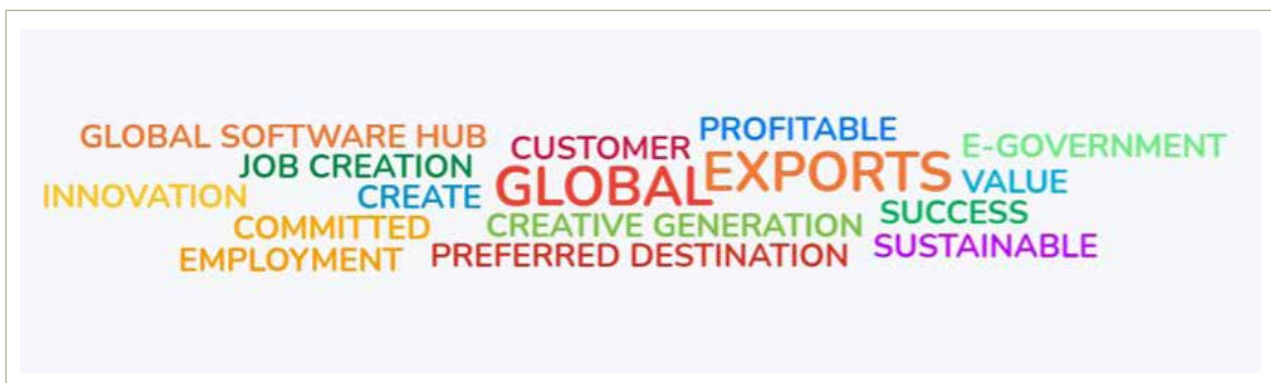 GLOBAL SOFTWARE HUB
CUSTOMER
PROFITABLE
E-GOVERNMENT
JOB CREATION
GLOBAL
EXPORTS
INNOVATION
CREATE
VALUE
COMMITTED
CREATIVE GENERATION
SUCCESS
EMPLOYMENT
PREFERRED DESTINATION
SUSTAINABLE